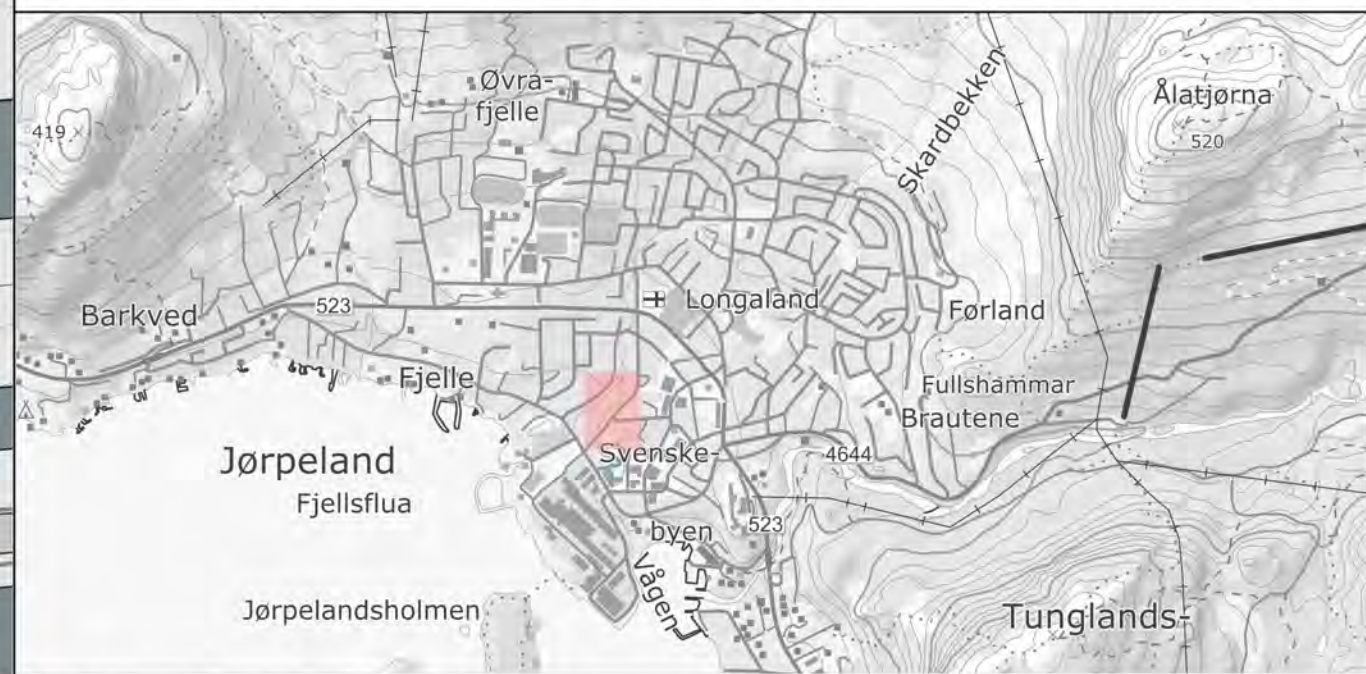 Øvra-
fjelle
Skardbekken
Ålatjørna
520
419
Barkved
523
Longaland
Førland
Fjelle
Fullshammar
Brautene
Jørpeland
Svenske-
byen
4644
Fjellsflua
523
Vågen
Jørpelandsholmen
Tunglands-